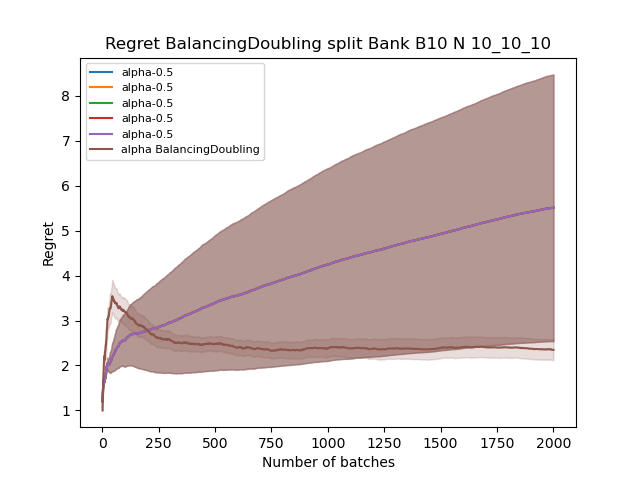 Regret BalancingDoubling split Bank B10 N 10_10_10
alpha-0.5
alpha-0.5
alpha-0.5
alpha-0.5
alpha-0.5
alpha BalancingDoubling
8
7
6
5
4
3
2
1
Regret
0 250 500 750 1000 1250 1500 1750 2000
Number of batches